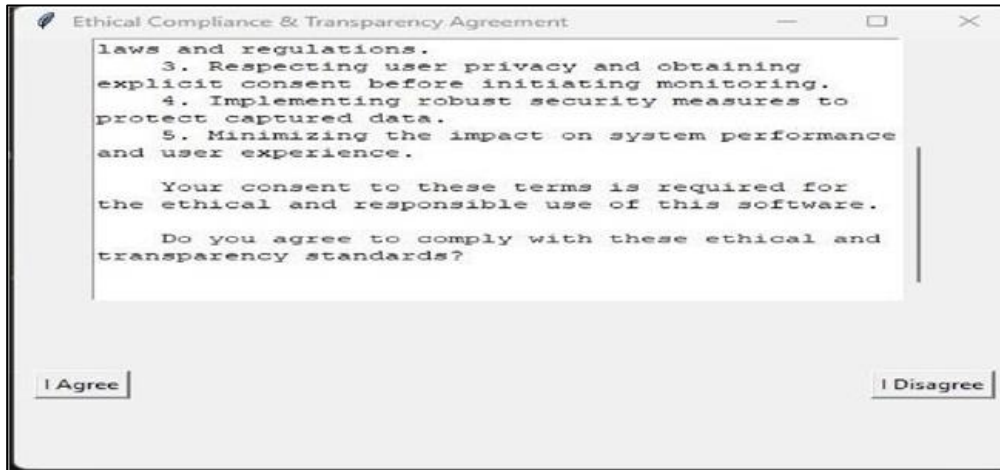 Ethical Compliance & Transparency Agreement
laws and regulations.
3. Respecting user privacy and obtaining
explicit consent before initiating monitoring.
4. Implementing robust security measures to
protect captured data.
5. Minimizing the impact on system performance
and user experience.
Your consent to these terms is required for
the ethical and responsible use of this software.
Do you agree to comply with these ethical and
transparency standards?
I Agree
I Disagree